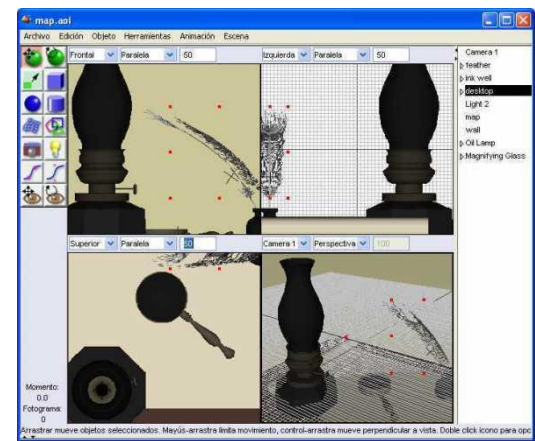 map.aoi
Archivo Edición Objeto Herramientas Animación Escena
Frontal Paralela 50 Izquierda Paralela 50
Camera 1
feather
ink well
desktop
Light 2
map
wall
Oil Lamp
Magnifying Glass
Superior Paralela 50 Camera 1 Perspectiva 100
Momento:
0.0
Fotograma:
0
Arrastrar mueve objetos seleccionados. Mayús-arrastra limita movimiento, control-arrastra mueve perpendicular a vista. Doble click icono para opc